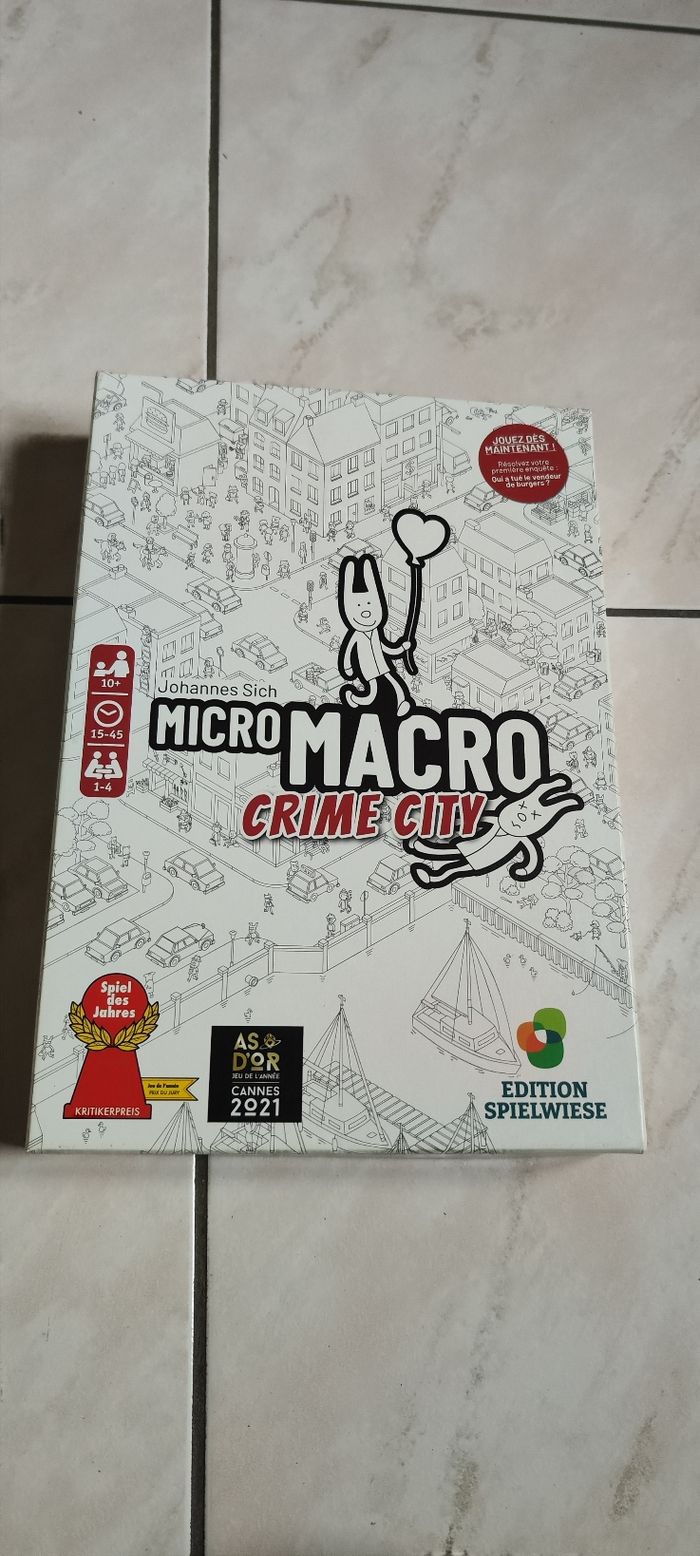 JOUEZ DÈS
MAINTENANT !
Résolvez votre
première enquête :
Qui a tué le vendeur
de burgers ?
10+
15-45
1-4
Johannes Sich
MICRO MACRO
CRIME CITY
Spiel
des
Jahres
Jeu de l'année
PRIX DU JURY
KRITIKERPREIS
AS
D'OR
JEU DE L'ANNÉE
CANNES
2021
EDITION
SPIELWIESE